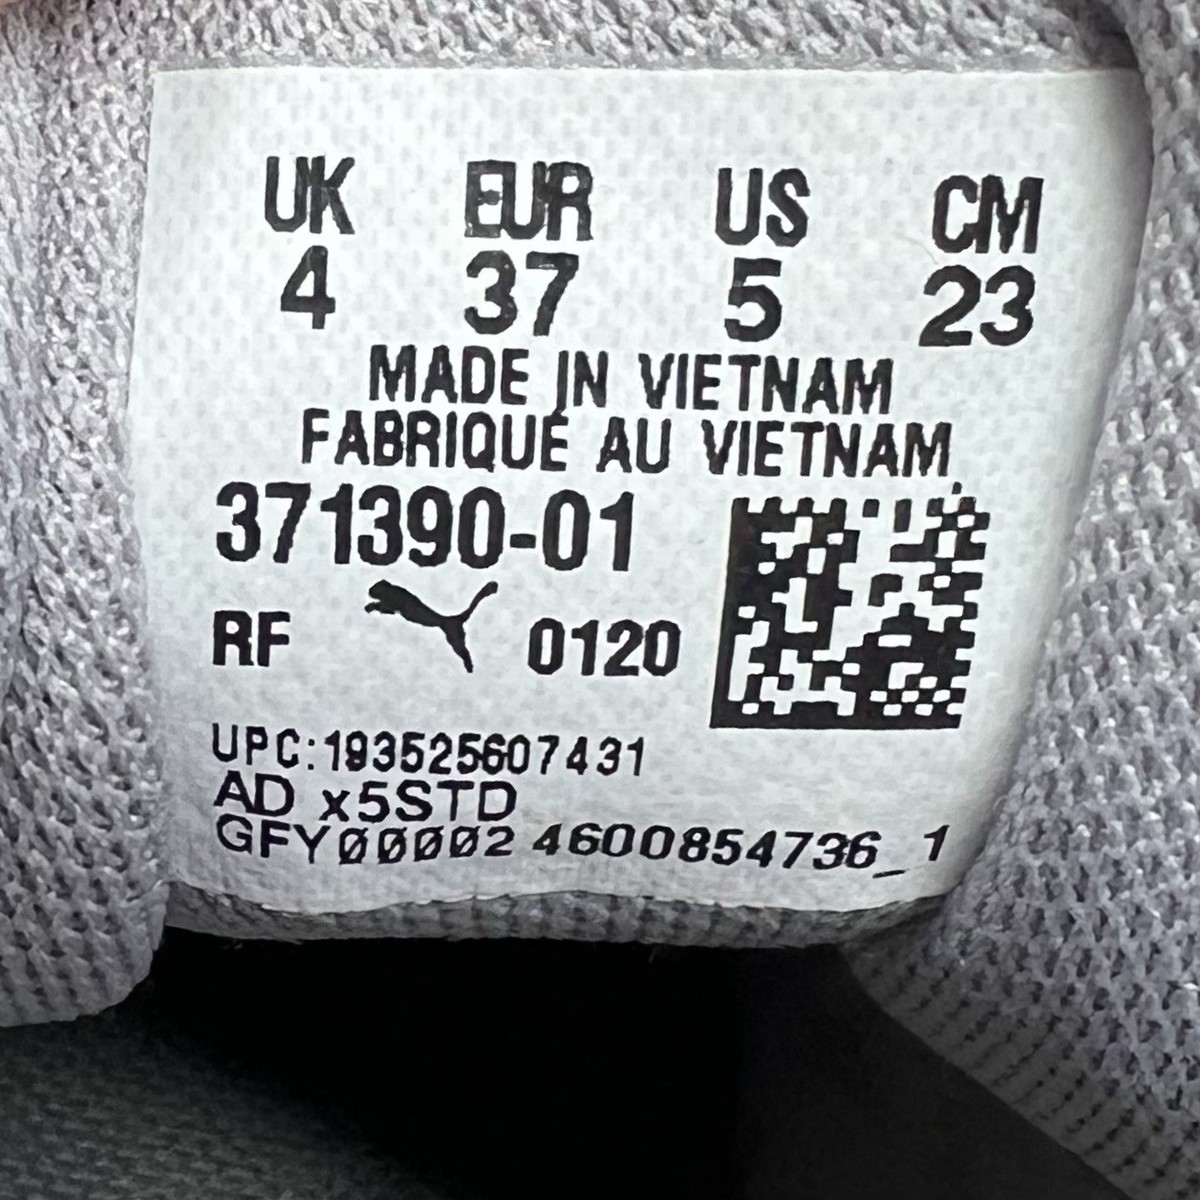 UK EUR US CM
4 37 5 23
MADE IN VIETNAM
FABRIQUÉ AU VIETNAM
371390-01
RF 0120
UPC:193525607431
AD x5STD
GFY00002 4600854736_1